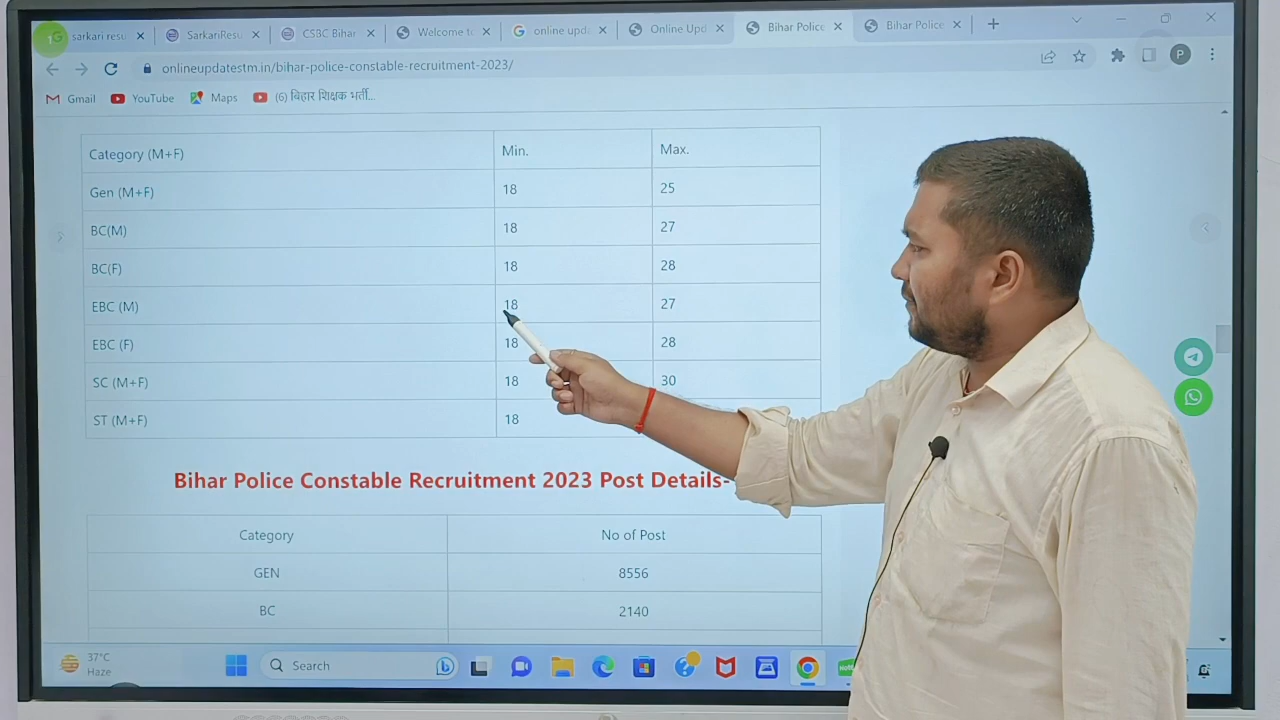 sarkari resu SarkariResu CSBC Bihar Welcome to online upda Online Upd Bihar Police Bihar Police
onlineupdatestm.in/bihar-police-constable-recruitment-2023/ P
Gmail YouTube Maps (6) बिहार शिक्षक भर्ती...
Category (M+F) Min. Max.
Gen (M+F) 18 25
BC(M) 18 27
BC(F) 18 28
EBC (M) 18 27
EBC (F) 18 28
SC (M+F) 18 30
ST (M+F) 18
Bihar Police Constable Recruitment 2023 Post Details-
Category No of Post
GEN 8556
BC 2140
37°C
Haze
Search